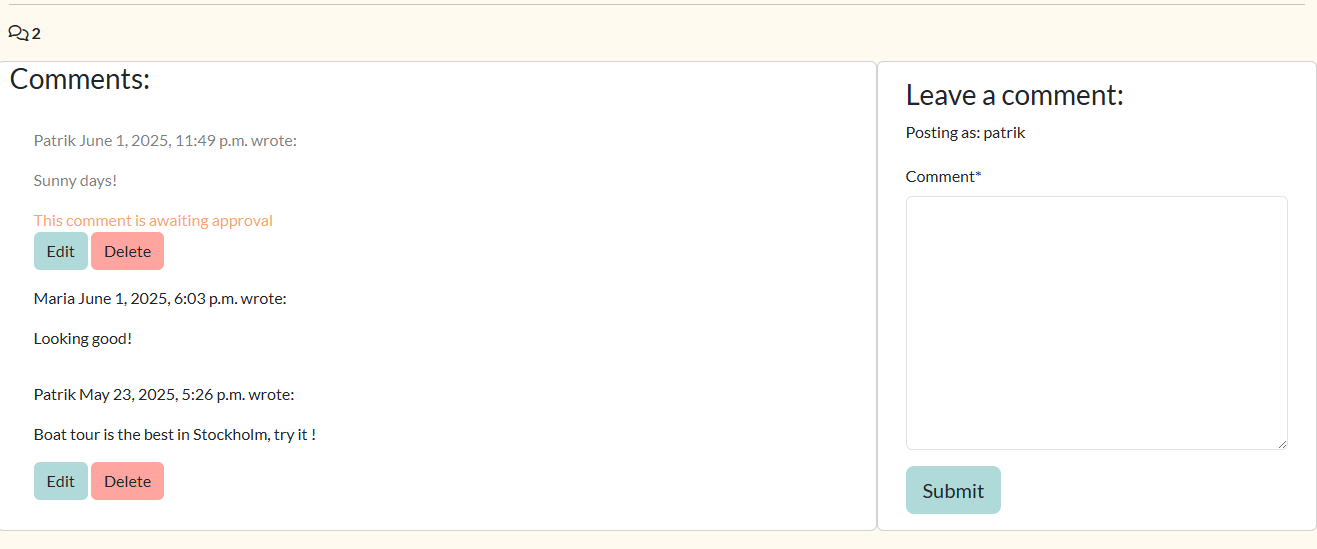 2
Comments:
Patrik June 1, 2025, 11:49 p.m. wrote:
Sunny days!
This comment is awaiting approval
Edit Delete
Maria June 1, 2025, 6:03 p.m. wrote:
Looking good!
Patrik May 23, 2025, 5:26 p.m. wrote:
Boat tour is the best in Stockholm, try it !
Edit Delete
Leave a comment:
Posting as: patrik
Comment*
Submit